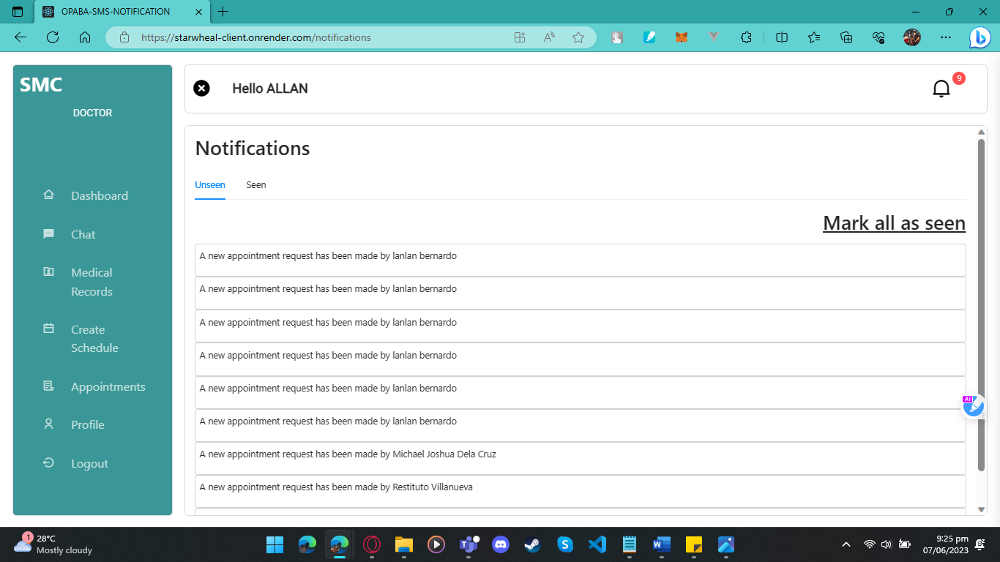 OPABA-SMS-NOTIFICATION
https://starwheal-client.onrender.com/notifications
SMC
DOCTOR
Dashboard
Chat
Medical
Records
Create
Schedule
Appointments
Profile
Logout
Hello ALLAN
9
Notifications
Unseen
Seen
Mark all as seen
A new appointment request has been made by lanlan bernardo
A new appointment request has been made by lanlan bernardo
A new appointment request has been made by lanlan bernardo
A new appointment request has been made by lanlan bernardo
A new appointment request has been made by lanlan bernardo
A new appointment request has been made by lanlan bernardo
A new appointment request has been made by Michael Joshua Dela Cruz
A new appointment request has been made by Restituto Villanueva
AI
1
28°C
Mostly cloudy
9:25 pm
07/06/2023